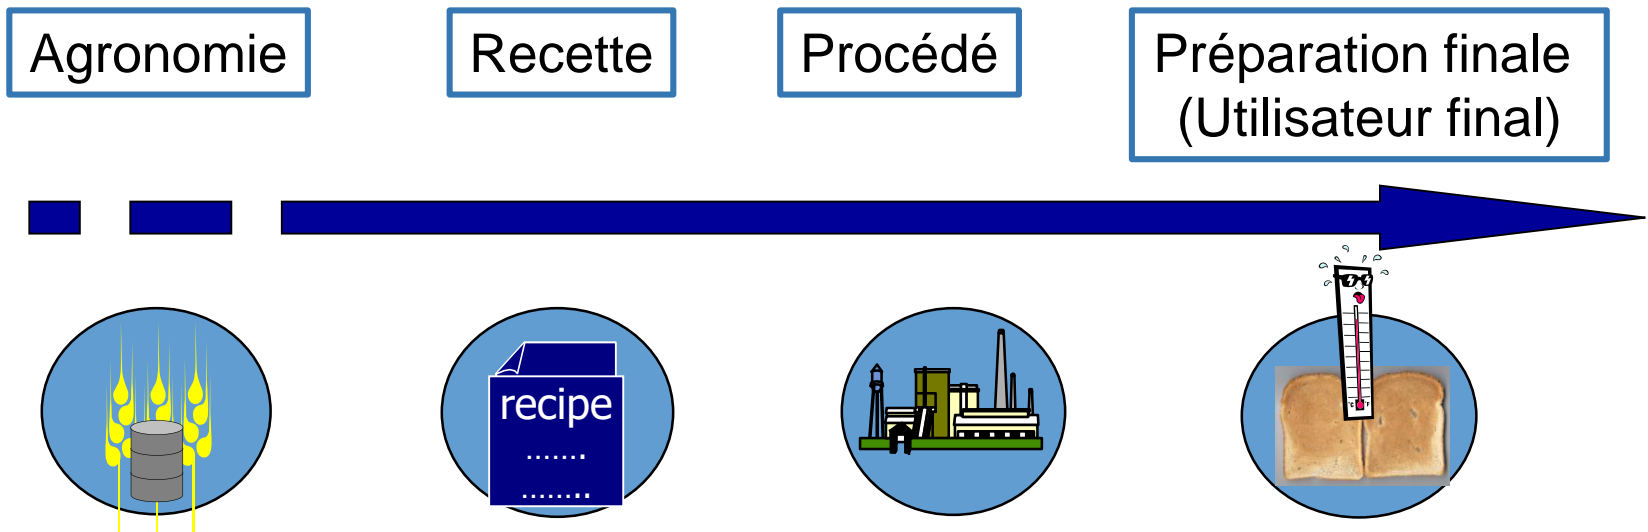 Agronomie
Recette
Procédé
Préparation finale
(Utilisateur final)
recipe
.......
........
°C °F